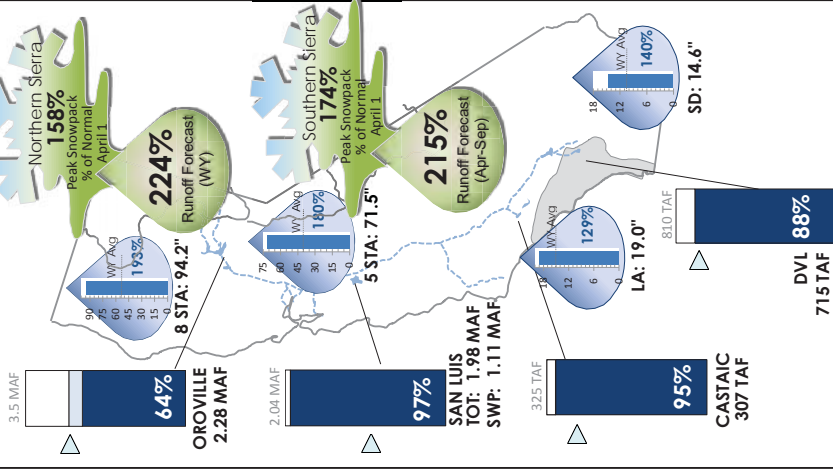 Northern Sierra
158%
Peak Snowpack
% of Normal
April 1
224%
Runoff Forecast
(WY)
Southern Sierra
174%
Peak Snowpack
% of Normal
April 1
215%
Runoff Forecast
(Apr-Sep)
WY Avg
193%
90
75
60
45
30
15
0
8 STA: 94.2"
WY Avg
180%
75
60
45
30
15
0
5 STA: 71.5"
WY Avg
140%
18
12
6
0
SD: 14.6"
WY Avg
129%
18
12
6
0
LA: 19.0"
3.5 MAF
64%
OROVILLE
2.28 MAF
2.04 MAF
97%
SAN LUIS
TOT: 1.98 MAF
SWP: 1.11 MAF
325 TAF
95%
CASTAIC
307 TAF
810 TAF
88%
DVL
715 TAF